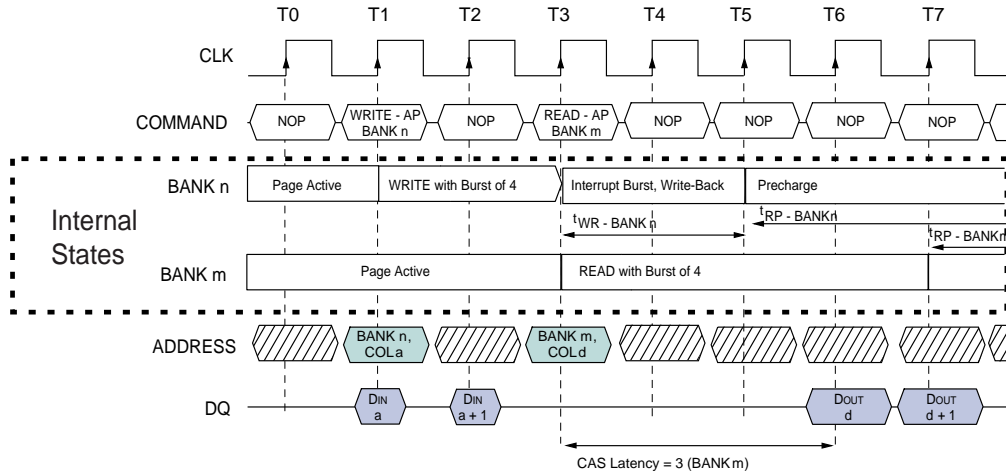 T0 T1 T2 T3 T4 T5 T6 T7
CLK
COMMAND NOP WRITE - AP BANK n NOP READ - AP BANK m NOP NOP NOP NOP
Internal States
BANK n Page Active WRITE with Burst of 4 Interrupt Burst, Write-Back Precharge
tWR - BANK n tRP - BANK n
tRP - BANK
BANK m Page Active READ with Burst of 4
ADDRESS BANK n, COL a BANK m, COL d
DQ DIN a DIN a + 1 DOUT d DOUT d + 1
CAS Latency = 3 (BANK m)